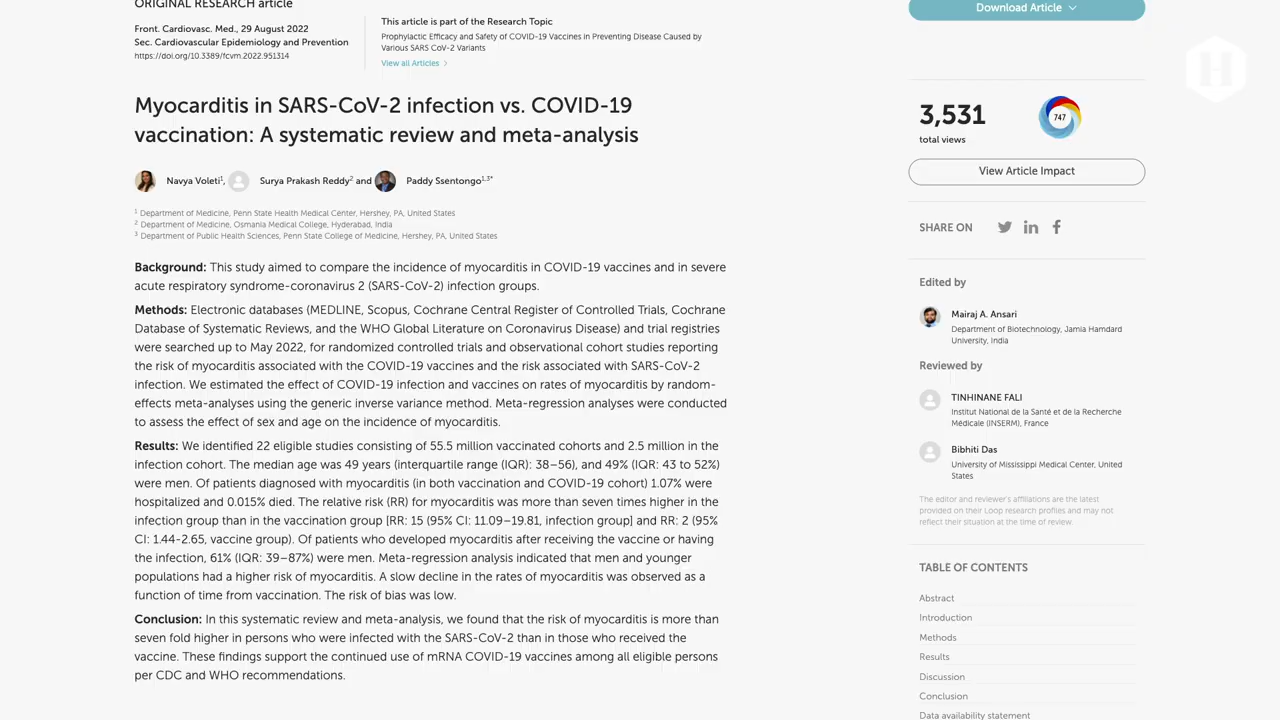 ORIGINAL RESEARCH article
Front. Cardiovasc. Med., 29 August 2022
Sec. Cardiovascular Epidemiology and Prevention
https://doi.org/10.3389/fcvm.2022.951314
This article is part of the Research Topic
Prophylactic Efficacy and Safety of COVID-19 Vaccines in Preventing Disease Caused by
Various SARS CoV-2 Variants
View all Articles
Myocarditis in SARS-CoV-2 infection vs. COVID-19
vaccination: A systematic review and meta-analysis
Navya Voleti1, Surya Prakash Reddy2 and Paddy Ssentongo1,3*
1 Department of Medicine, Penn State Health Medical Center, Hershey, PA, United States
2 Department of Medicine, Osmania Medical College, Hyderabad, India
3 Department of Public Health Sciences, Penn State College of Medicine, Hershey, PA, United States
Background: This study aimed to compare the incidence of myocarditis in COVID-19 vaccines and in severe
acute respiratory syndrome-coronavirus 2 (SARS-CoV-2) infection groups.
Methods: Electronic databases (MEDLINE, Scopus, Cochrane Central Register of Controlled Trials, Cochrane
Database of Systematic Reviews, and the WHO Global Literature on Coronavirus Disease) and trial registries
were searched up to May 2022, for randomized controlled trials and observational cohort studies reporting
the risk of myocarditis associated with the COVID-19 vaccines and the risk associated with SARS-CoV-2
infection. We estimated the effect of COVID-19 infection and vaccines on rates of myocarditis by random-
effects meta-analyses using the generic inverse variance method. Meta-regression analyses were conducted
to assess the effect of sex and age on the incidence of myocarditis.
Results: We identified 22 eligible studies consisting of 55.5 million vaccinated cohorts and 2.5 million in the
infection cohort. The median age was 49 years (interquartile range (IQR): 38–56), and 49% (IQR: 43 to 52%)
were men. Of patients diagnosed with myocarditis (in both vaccination and COVID-19 cohort) 1.07% were
hospitalized and 0.015% died. The relative risk (RR) for myocarditis was more than seven times higher in the
infection group than in the vaccination group [RR: 15 (95% CI: 11.09–19.81, infection group] and RR: 2 (95%
CI: 1.44-2.65, vaccine group). Of patients who developed myocarditis after receiving the vaccine or having
the infection, 61% (IQR: 39–87%) were men. Meta-regression analysis indicated that men and younger
populations had a higher risk of myocarditis. A slow decline in the rates of myocarditis was observed as a
function of time from vaccination. The risk of bias was low.
Conclusion: In this systematic review and meta-analysis, we found that the risk of myocarditis is more than
seven fold higher in persons who were infected with the SARS-CoV-2 than in those who received the
vaccine. These findings support the continued use of mRNA COVID-19 vaccines among all eligible persons
per CDC and WHO recommendations.
Download Article
H
3,531
total views
747
View Article Impact
SHARE ON
Edited by
Mairaj A. Ansari
Department of Biotechnology, Jamia Hamdard
University, India
Reviewed by
TINHINANE FALI
Institut National de la Santé et de la Recherche
Médicale (INSERM), France
Bibhiti Das
University of Mississippi Medical Center, United
States
The editor and reviewer's affiliations are the latest
provided on their Loop research profiles and may not
reflect their situation at the time of review.
TABLE OF CONTENTS
Abstract
Introduction
Methods
Results
Discussion
Conclusion
Data availability statement